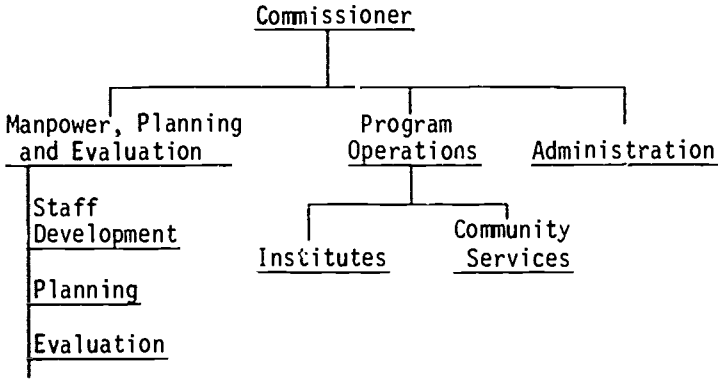 Commissioner
Manpower, Planning
and Evaluation
Program
Operations
Administration
Staff
Development
Planning
Evaluation
Institutes
Community
Services